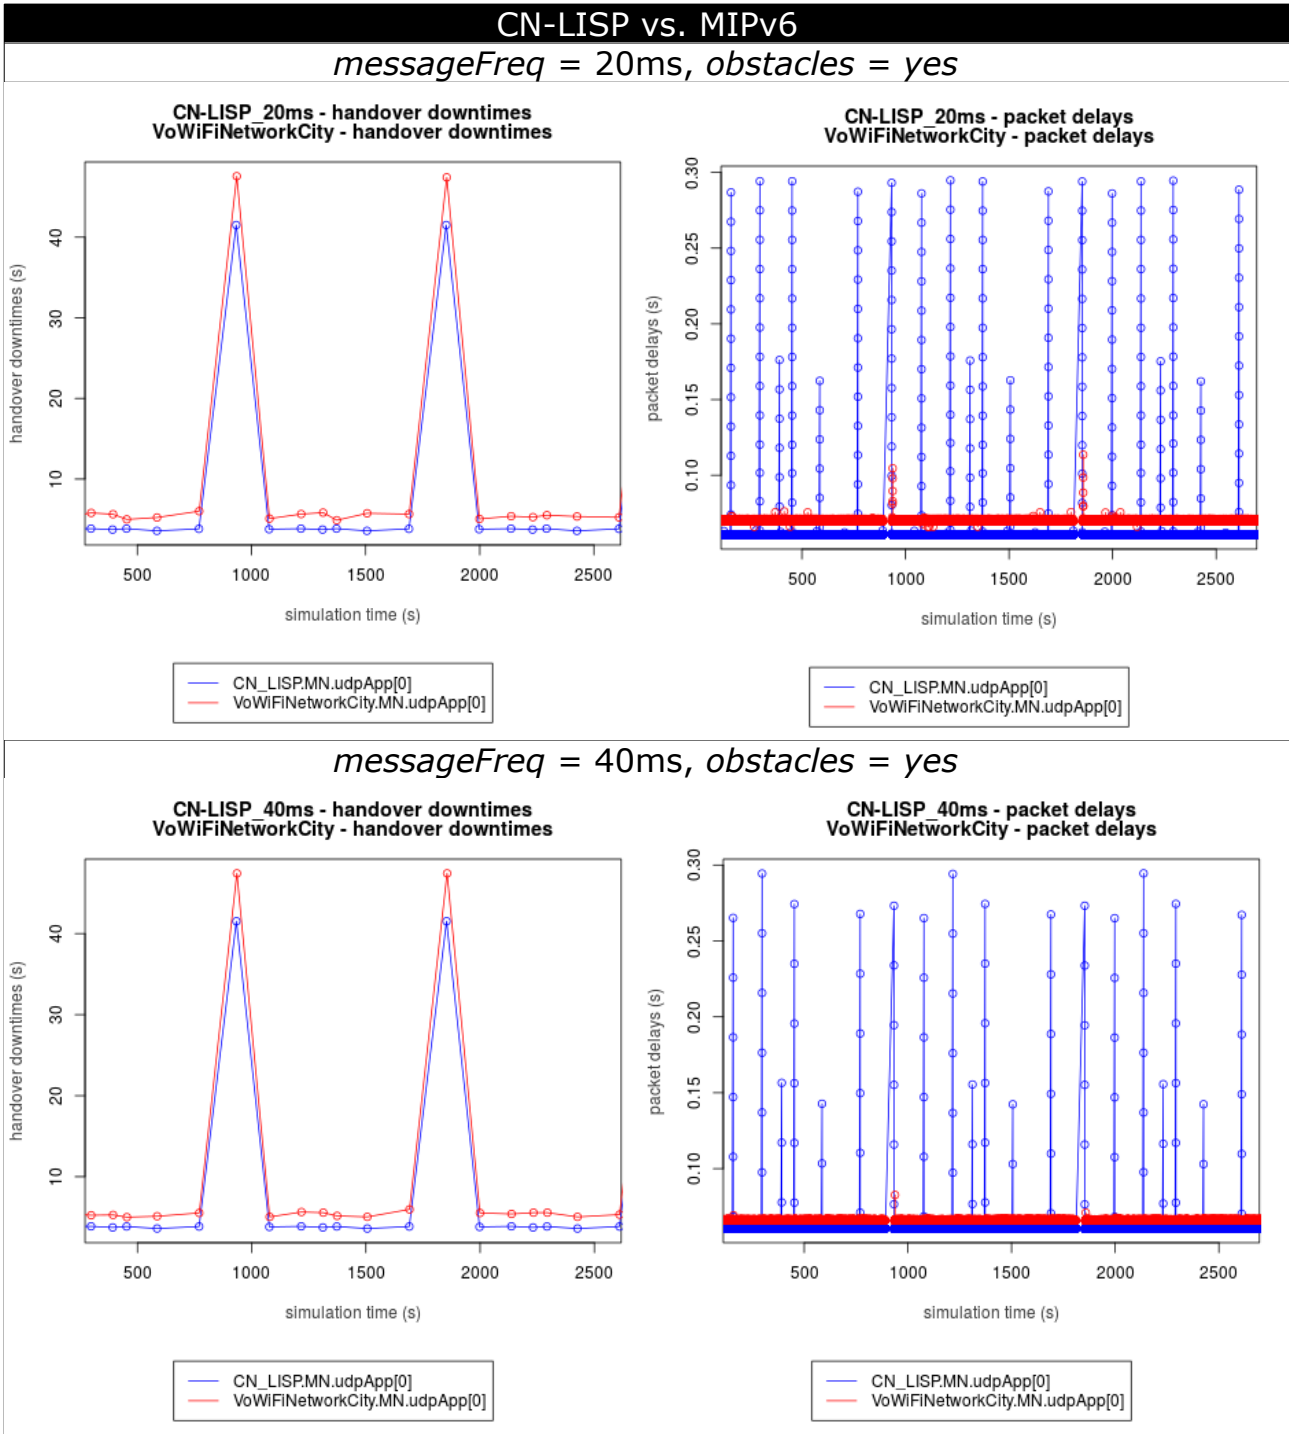 CN-LISP vs. MIPv6
messageFreq = 20ms, obstacles = yes
CN-LISP_20ms - handover downtimes
VoWiFiNetworkCity - handover downtimes
handover downtimes (s)
40
30
20
10
500 1000 1500 2000 2500
simulation time (s)
CN_LISP.MN.udpApp[0]
VoWiFiNetworkCity.MN.udpApp[0]
CN-LISP_20ms - packet delays
VoWiFiNetworkCity - packet delays
packet delays (s)
0.30
0.25
0.20
0.15
0.10
500 1000 1500 2000 2500
simulation time (s)
CN_LISP.MN.udpApp[0]
VoWiFiNetworkCity.MN.udpApp[0]
messageFreq = 40ms, obstacles = yes
CN-LISP_40ms - handover downtimes
VoWiFiNetworkCity - handover downtimes
handover downtimes (s)
40
30
20
10
500 1000 1500 2000 2500
simulation time (s)
CN_LISP.MN.udpApp[0]
VoWiFiNetworkCity.MN.udpApp[0]
CN-LISP_40ms - packet delays
VoWiFiNetworkCity - packet delays
packet delays (s)
0.30
0.25
0.20
0.15
0.10
500 1000 1500 2000 2500
simulation time (s)
CN_LISP.MN.udpApp[0]
VoWiFiNetworkCity.MN.udpApp[0]